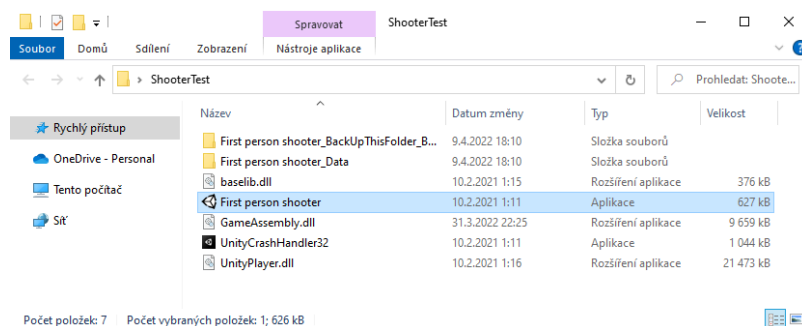 Spravovat ShooterTest
Soubor Domů Sdílení Zobrazení Nástroje aplikace
ShooterTest Prohledat: Shoote...
Název Datum změny Typ Velikost
Rychlý přístup
OneDrive - Personal
Tento počítač
Síť
First person shooter_BackUpThisFolder_B... 9.4.2022 18:10 Složka souborů
First person shooter_Data 9.4.2022 18:10 Složka souborů
baselib.dll 10.2.2021 1:15 Rozšíření aplikace 376 kB
First person shooter 10.2.2021 1:11 Aplikace 627 kB
GameAssembly.dll 31.3.2022 22:25 Rozšíření aplikace 9 659 kB
UnityCrashHandler32 10.2.2021 1:11 Aplikace 1 044 kB
UnityPlayer.dll 10.2.2021 1:16 Rozšíření aplikace 21 473 kB
Počet položek: 7 Počet vybraných položek: 1; 626 kB